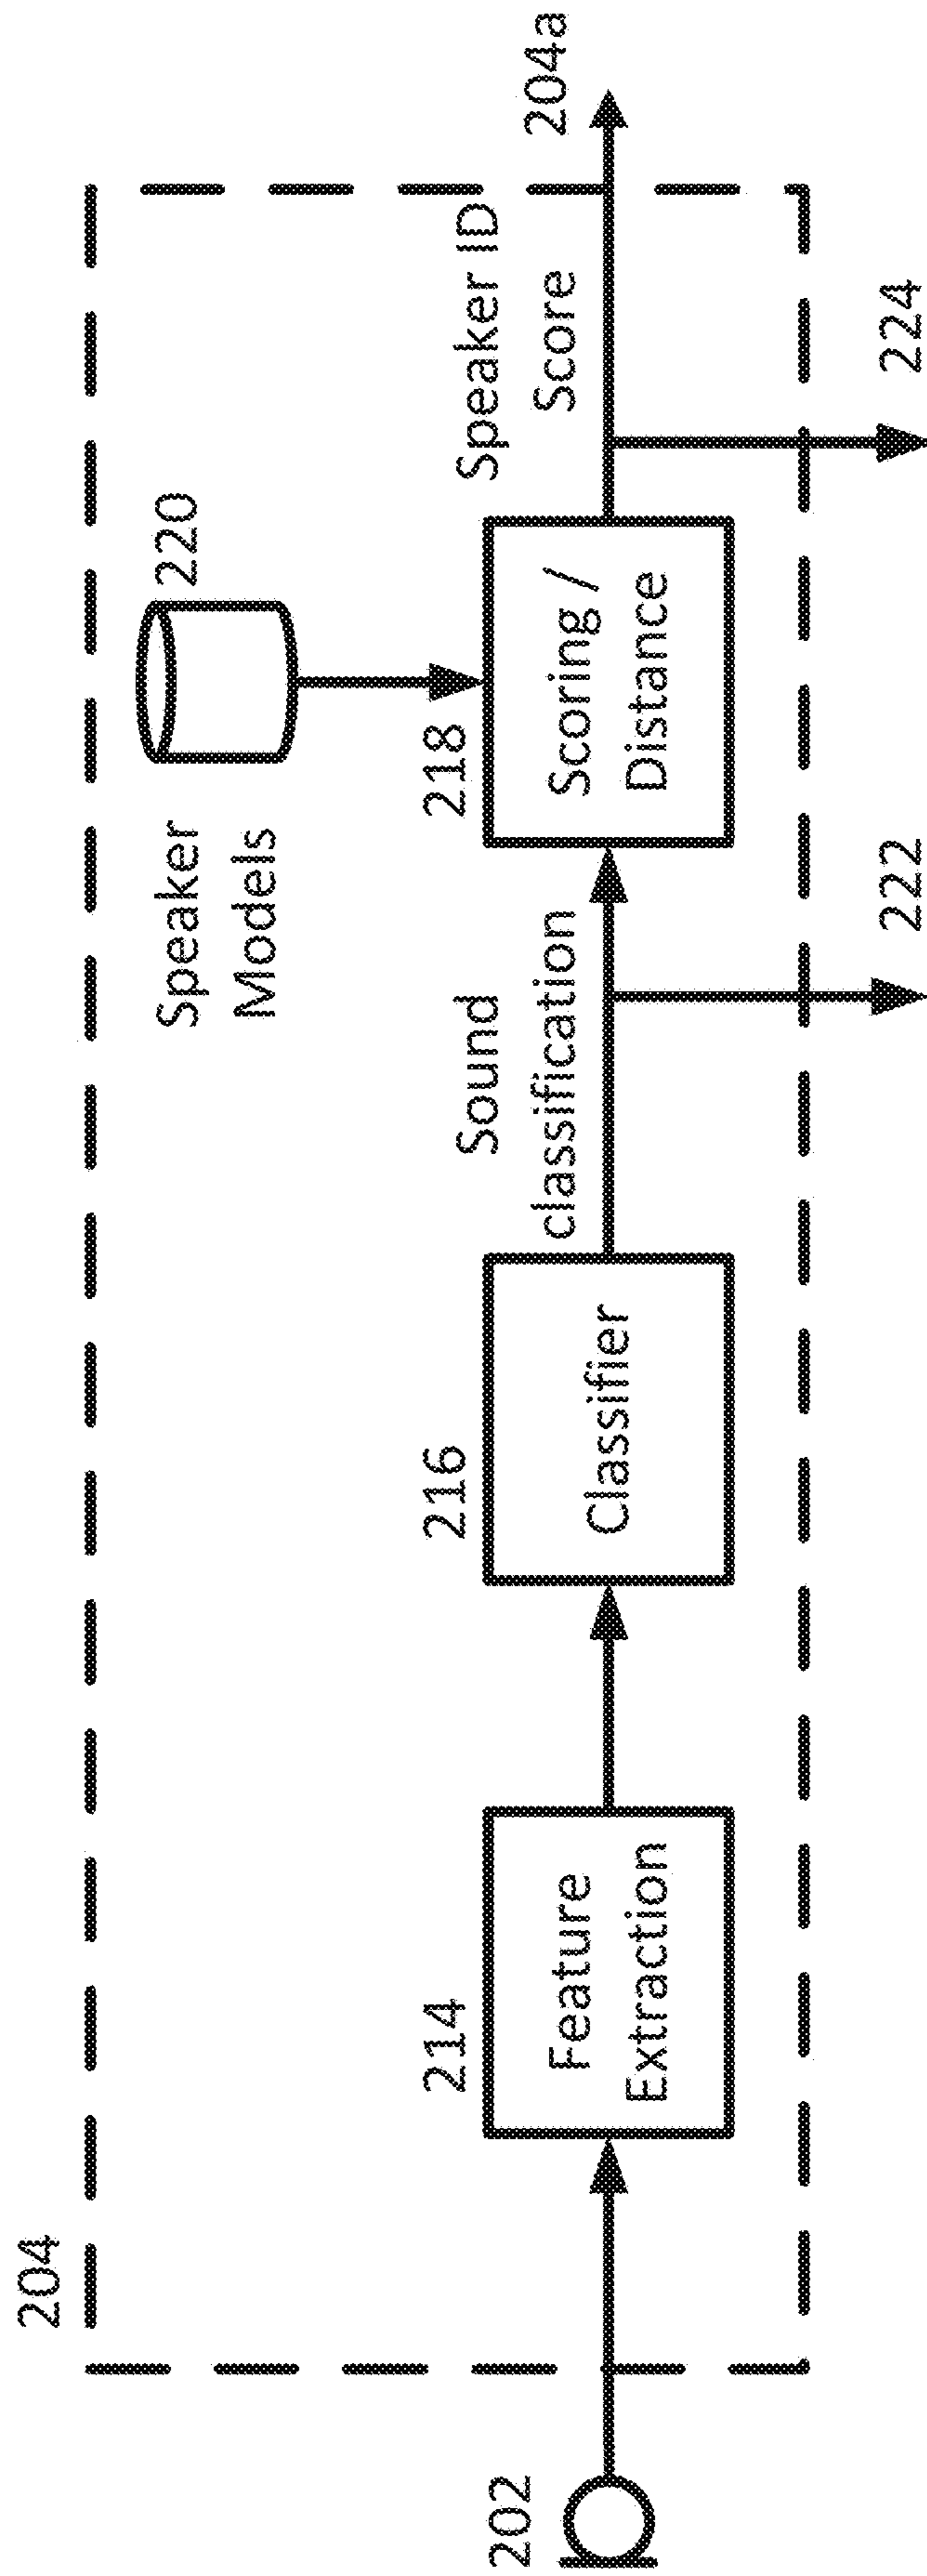 204
202
214
Feature
Extraction
216
Classifier
Sound
classification
222
Speaker
Models
220
218
Scoring /
Distance
Speaker ID
Score
224
204a